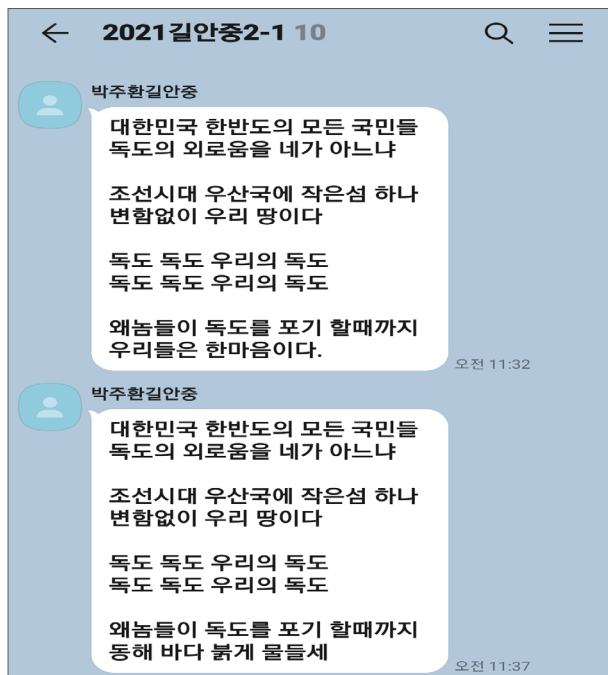 2021길안중2-1 10
박주환길안중
대한민국 한반도의 모든 국민들
독도의 외로움을 네가 아느냐
조선시대 우산국에 작은섬 하나
변함없이 우리 땅이다
독도 독도 우리의 독도
독도 독도 우리의 독도
왜놈들이 독도를 포기 할때까지
우리들은 한마음이다.
오전 11:32
박주환길안중
대한민국 한반도의 모든 국민들
독도의 외로움을 네가 아느냐
조선시대 우산국에 작은섬 하나
변함없이 우리 땅이다
독도 독도 우리의 독도
독도 독도 우리의 독도
왜놈들이 독도를 포기 할때까지
동해 바다 붉게 물들세
오전 11:37